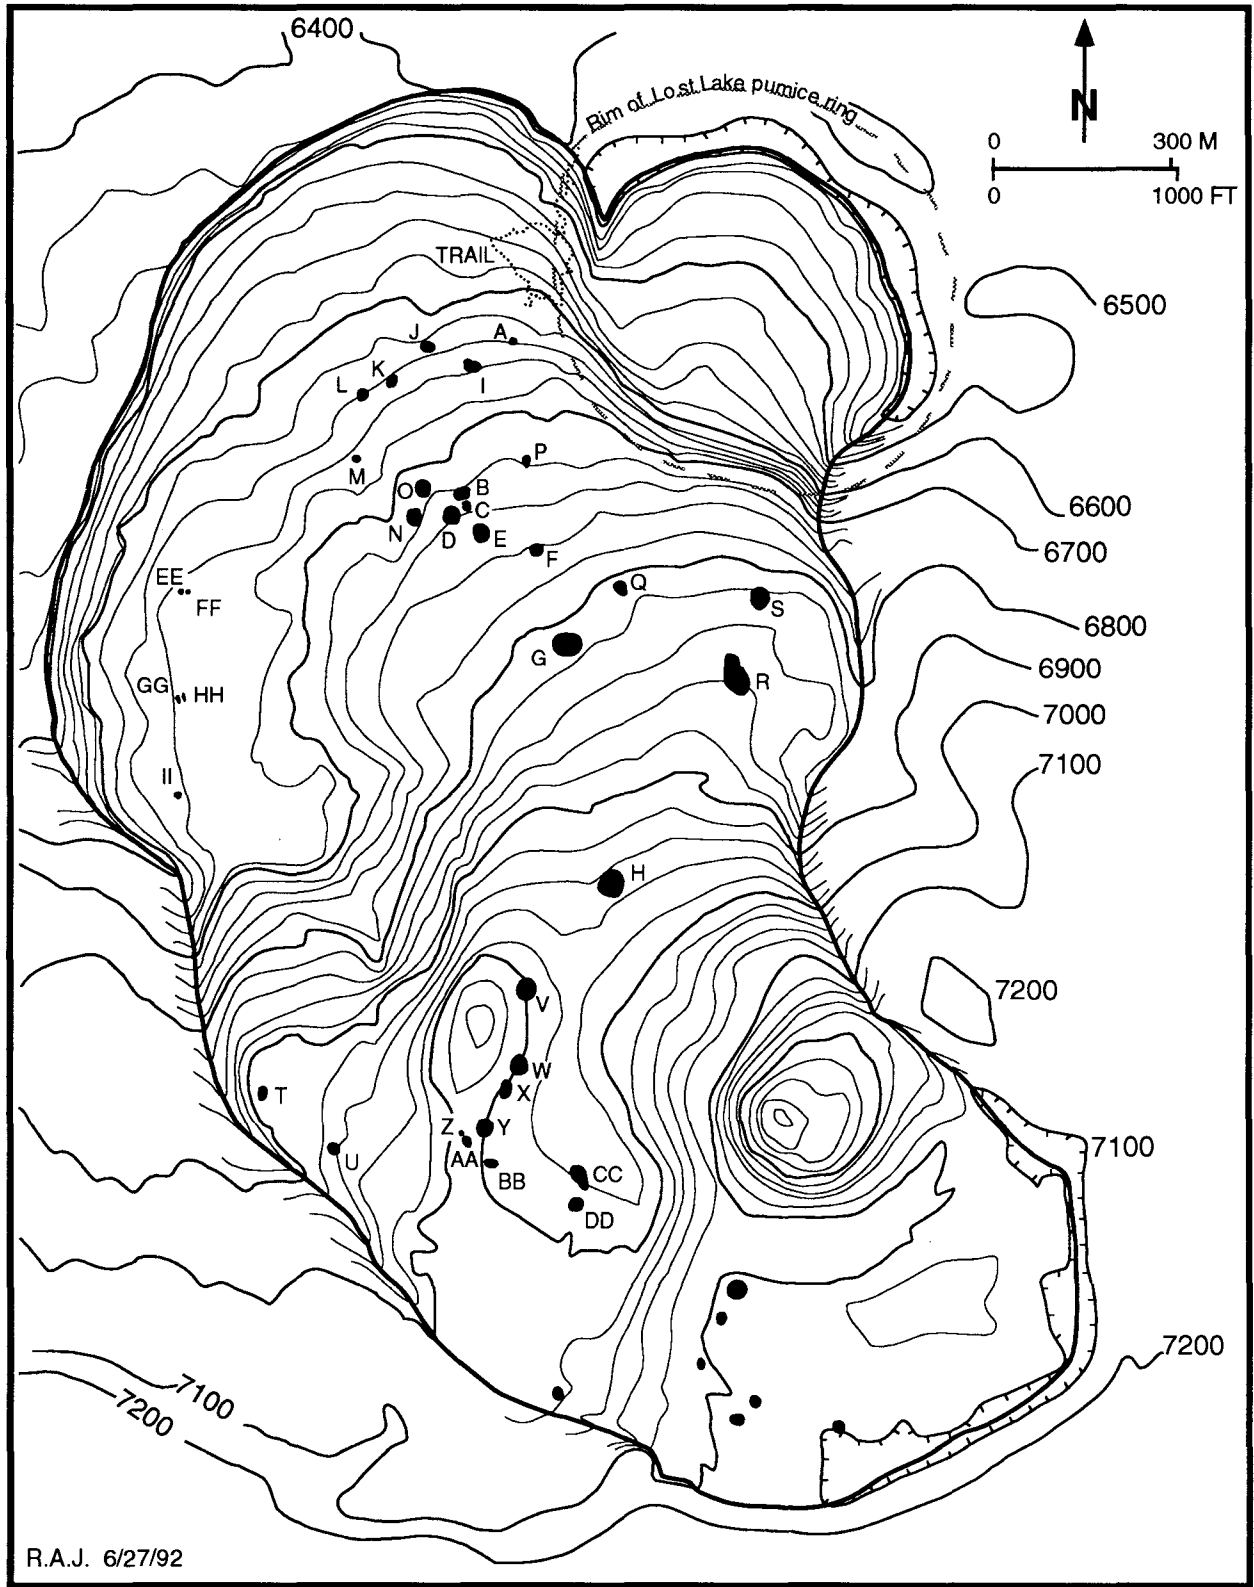 6400
Rim of Lost Lake pumice ring
N
0 300 M
0 1000 FT
TRAIL
6500
J
A
K
I
L
M
P
O
B
C
N
D
E
F
6600
6700
EE
FF
Q
S
6800
G
6900
GG
HH
R
7000
II
7100
H
7200
V
W
X
T
Z
Y
7100
U
AA
BB
CC
DD
7200
7100
7200
R.A.J. 6/27/92